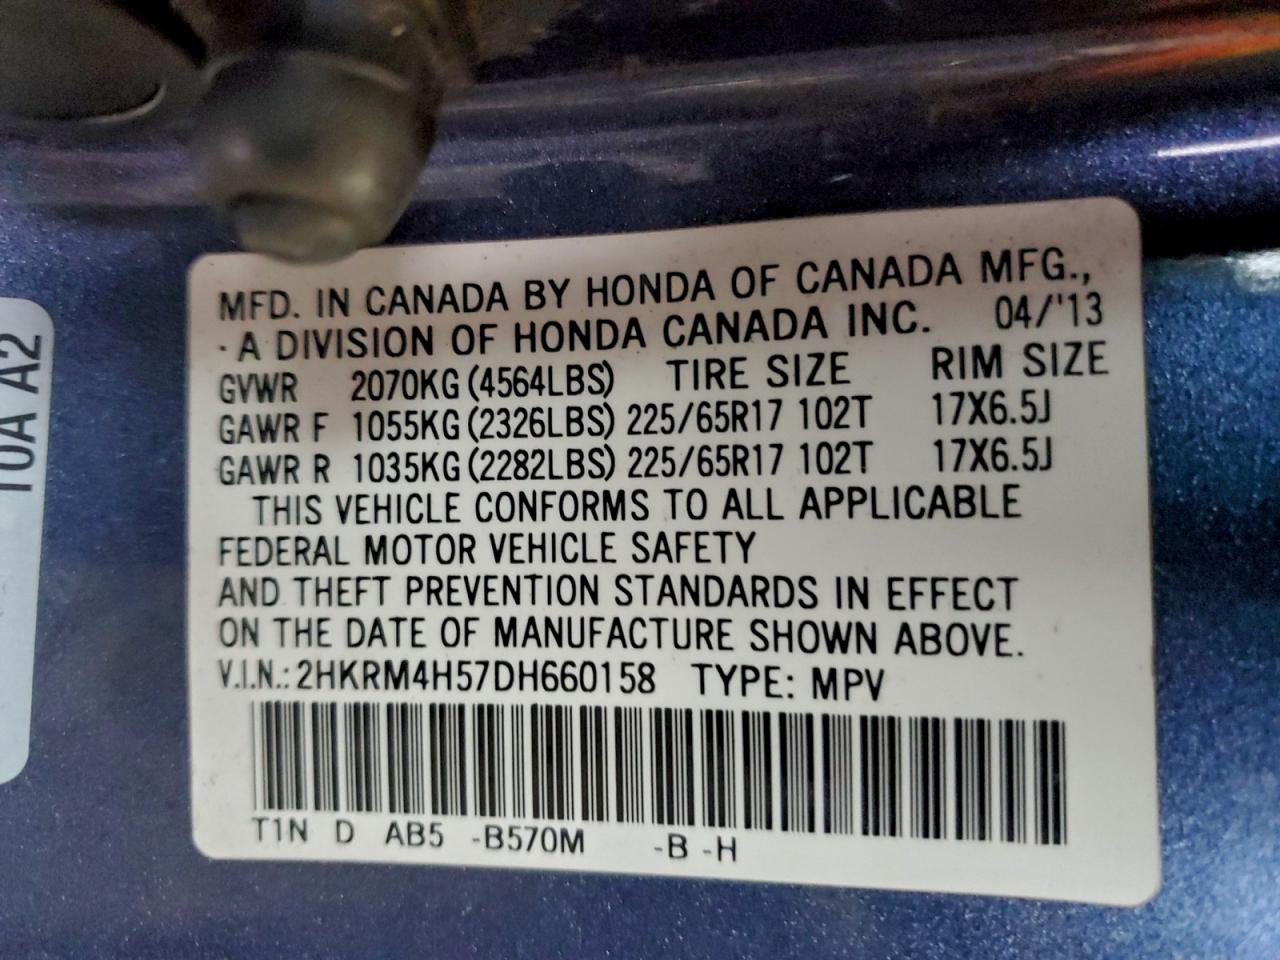 MFD. IN CANADA BY HONDA OF CANADA MFG.,
- A DIVISION OF HONDA CANADA INC. 04/'13
GVWR 2070KG (4564LBS) TIRE SIZE RIM SIZE
GAWR F 1055KG (2326LBS) 225/65R17 102T 17X6.5J
GAWR R 1035KG (2282LBS) 225/65R17 102T 17X6.5J
THIS VEHICLE CONFORMS TO ALL APPLICABLE
FEDERAL MOTOR VEHICLE SAFETY
AND THEFT PREVENTION STANDARDS IN EFFECT
ON THE DATE OF MANUFACTURE SHOWN ABOVE.
V.I.N.: 2HKRM4H57DH660158 TYPE: MPV
T1N D AB5 -B570M -B -H
10A A2